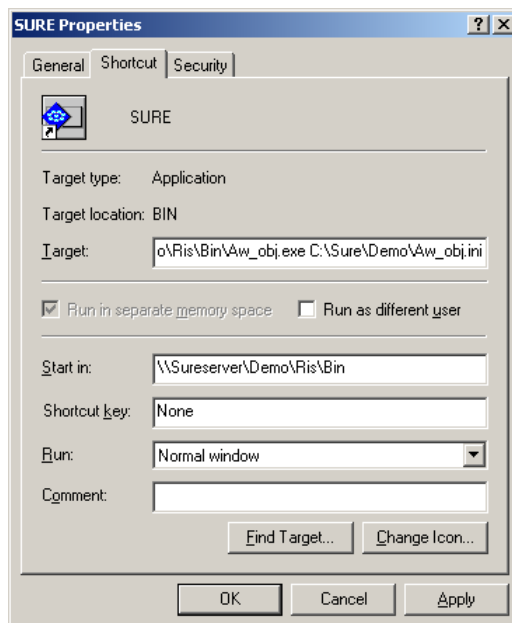 SURE Properties
General Shortcut Security
SURE
Target type: Application
Target location: BIN
Target: o\Ris\Bin\Aw_obj.exe C:\Sure\Demo\Aw_obj.ini
Run in separate memory space Run as different user
Start in: \\Sureserver\Demo\Ris\Bin
Shortcut key: None
Run: Normal window
Comment:
Find Target... Change Icon...
OK Cancel Apply